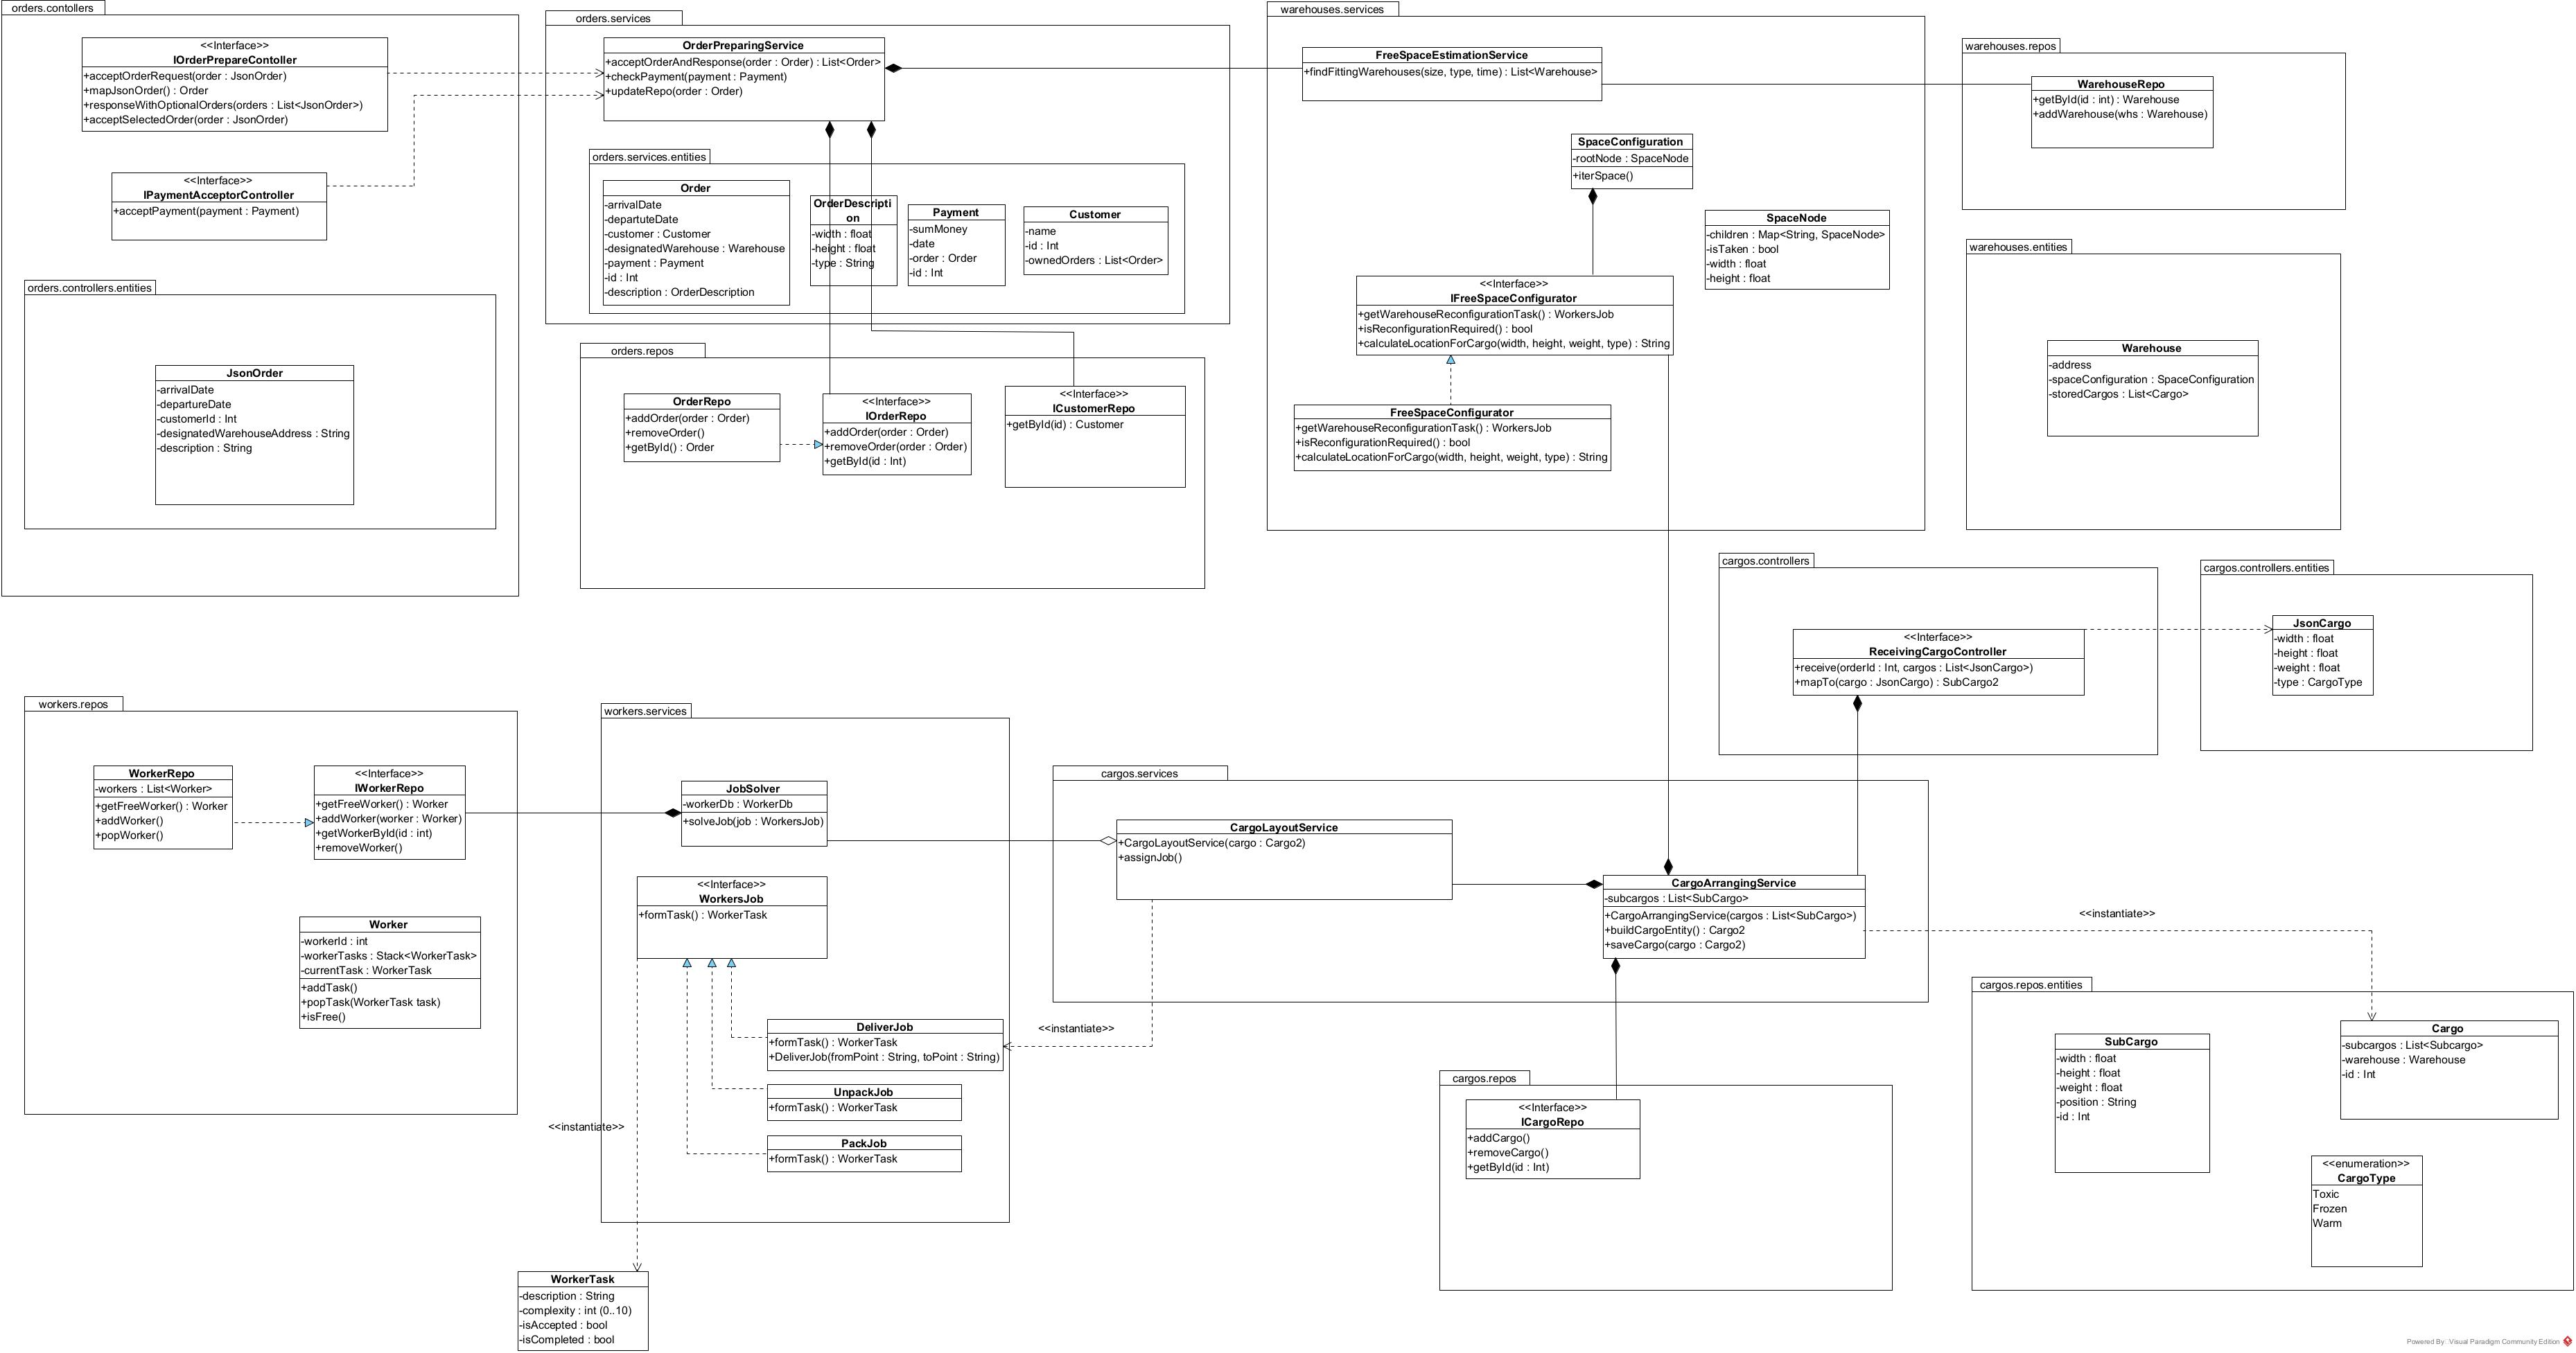 orders.contollers
<<Interface>>
IOrderPrepareContoller
+acceptOrderRequest(order : JsonOrder)
+mapJsonOrder() : Order
+responseWithOptionalOrders(orders : List<JsonOrder>)
+acceptSelectedOrder(order : JsonOrder)
<<Interface>>
IPaymentAcceptorController
+acceptPayment(payment : Payment)
orders.controllers.entities
JsonOrder
-arrivalDate
-departureDate
-customerId : Int
-designatedWarehouseAddress : String
-description : String
orders.services
OrderPreparingService
+acceptOrderAndResponse(order : Order) : List<Order>
+checkPayment(payment : Payment)
+updateRepo(order : Order)
orders.services.entities
Order
-arrivalDate
-departuteDate
-customer : Customer
-designatedWarehouse : Warehouse
-payment : Payment
-id : Int
-description : OrderDescription
OrderDescripti
on
-width : float
-height : float
-type : String
Payment
-sumMoney
-date
-order : Order
-id : Int
Customer
-name
-id : Int
-ownedOrders : List<Order>
orders.repos
OrderRepo
+addOrder(order : Order)
+removeOrder()
+getById() : Order
<<Interface>>
IOrderRepo
+addOrder(order : Order)
+removeOrder(order : Order)
+getById(id : Int)
<<Interface>>
ICustomerRepo
+getById(id) : Customer
warehouses.services
FreeSpaceEstimationService
+findFittingWarehouses(size, type, time) : List<Warehouse>
SpaceConfiguration
-rootNode : SpaceNode
+iterSpace()
SpaceNode
-children : Map<String, SpaceNode>
-isTaken : bool
-width : float
-height : float
<<Interface>>
IFreeSpaceConfigurator
+getWarehouseReconfigurationTask() : WorkersJob
+isReconfigurationRequired() : bool
+calculateLocationForCargo(width, height, weight, type) : String
FreeSpaceConfigurator
+getWarehouseReconfigurationTask() : WorkersJob
+isReconfigurationRequired() : bool
+calculateLocationForCargo(width, height, weight, type) : String
warehouses.repos
WarehouseRepo
+getById(id : int) : Warehouse
+addWarehouse(whs : Warehouse)
warehouses.entities
Warehouse
-address
-spaceConfiguration : SpaceConfiguration
-storedCargos : List<Cargo>
cargos.controllers
<<Interface>>
ReceivingCargoController
+receive(orderId : Int, cargos : List<JsonCargo>)
+mapTo(cargo : JsonCargo) : SubCargo2
cargos.controllers.entities
JsonCargo
-width : float
-height : float
-weight : float
-type : CargoType
workers.repos
WorkerRepo
-workers : List<Worker>
+getFreeWorker() : Worker
+addWorker()
+popWorker()
<<Interface>>
IWorkerRepo
+getFreeWorker() : Worker
+addWorker(worker : Worker)
+getWorkerById(id : int)
+removeWorker()
Worker
-workerId : int
-workerTasks : Stack<WorkerTask>
-currentTask : WorkerTask
+addTask()
+popTask(WorkerTask task)
+isFree()
workers.services
JobSolver
-workerDb : WorkerDb
+solveJob(job : WorkersJob)
<<Interface>>
WorkersJob
+formTask() : WorkerTask
DeliverJob
+formTask() : WorkerTask
+DeliverJob(fromPoint : String, toPoint : String)
UnpackJob
+formTask() : WorkerTask
PackJob
+formTask() : WorkerTask
<<instantiate>>
WorkerTask
-description : String
-complexity : int (0..10)
-isAccepted : bool
-isCompleted : bool
cargos.services
CargoLayoutService
+CargoLayoutService(cargo : Cargo2)
+assignJob()
<<instantiate>>
CargoArrangingService
-subcargos : List<SubCargo>
+CargoArrangingService(cargos : List<SubCargo>)
+buildCargoEntity() : Cargo2
+saveCargo(cargo : Cargo2)
<<instantiate>>
cargos.repos
<<Interface>>
ICargoRepo
+addCargo()
+removeCargo()
+getById(id : Int)
cargos.repos.entities
SubCargo
-width : float
-height : float
-weight : float
-position : String
-id : Int
Cargo
-subcargos : List<Subcargo>
-warehouse : Warehouse
-id : Int
<<enumeration>>
CargoType
Toxic
Frozen
Warm
Powered By : Visual Paradigm Community Edition